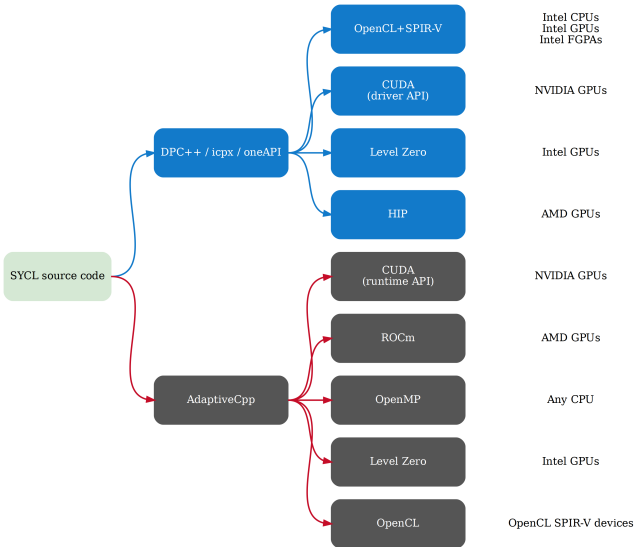 OpenCL+SPIR-V
Intel CPUs
Intel GPUs
Intel FGPAs
CUDA
(driver API)
NVIDIA GPUs
DPC++ / icpx / oneAPI
Level Zero
Intel GPUs
HIP
AMD GPUs
SYCL source code
CUDA
(runtime API)
NVIDIA GPUs
ROCm
AMD GPUs
AdaptiveCpp
OpenMP
Any CPU
Level Zero
Intel GPUs
OpenCL
OpenCL SPIR-V devices